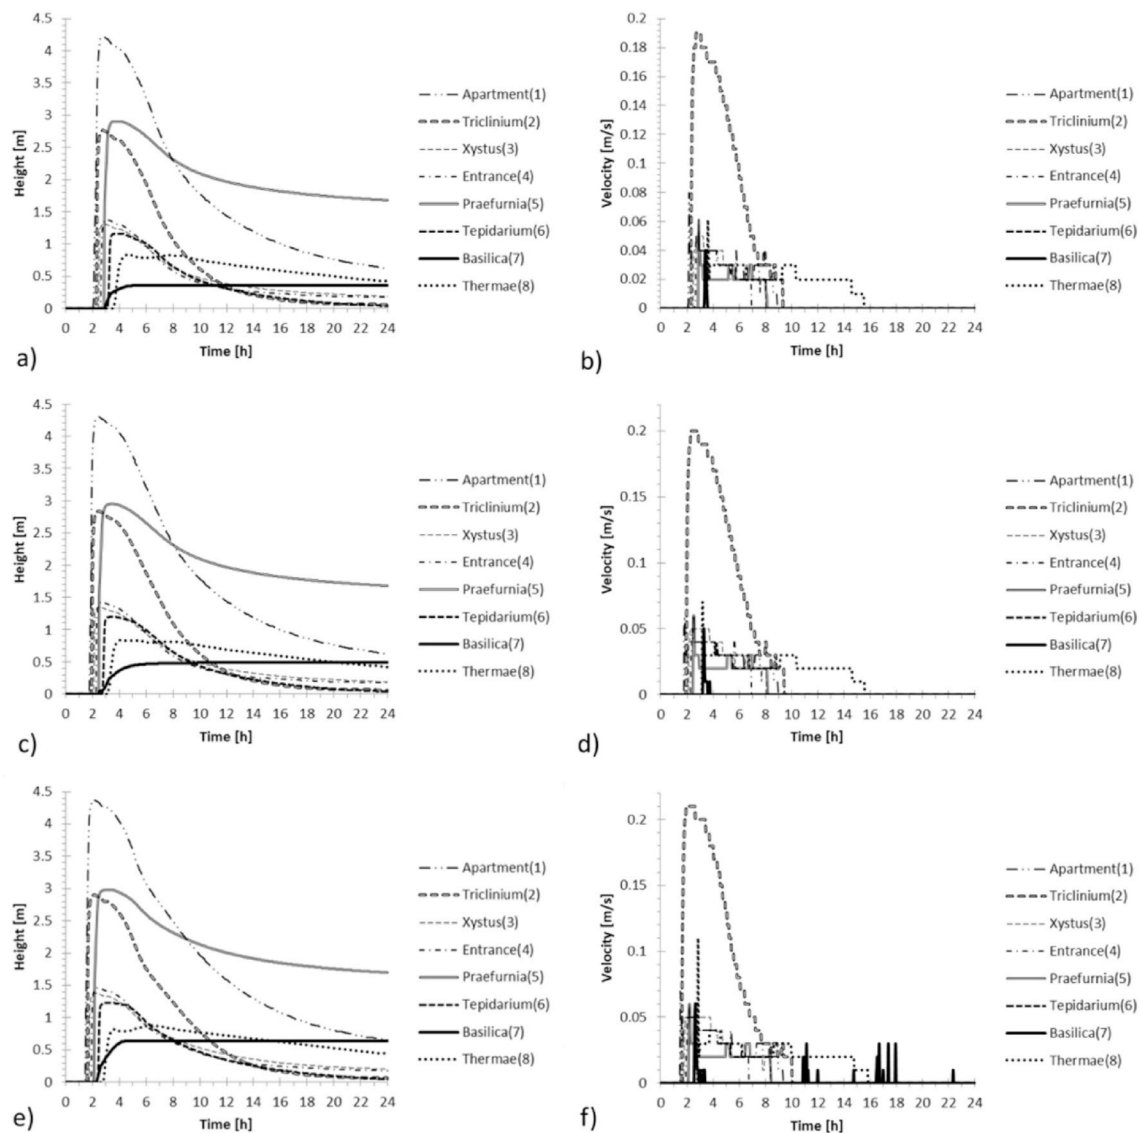 4.5
4
3.5
3
2.5
2
1.5
1
0.5
0
Height [m]
0 2 4 6 8 10 12 14 16 18 20 22 24
Time [h]
Apartment(1)
Triclinium(2)
Xystus(3)
Entrance(4)
Praefurnia(5)
Tepidarium(6)
Basilica(7)
Thermae(8)
a)
0.2
0.18
0.16
0.14
0.12
0.1
0.08
0.06
0.04
0.02
0
Velocity [m/s]
0 2 4 6 8 10 12 14 16 18 20 22 24
Time [h]
Apartment(1)
Triclinium(2)
Xystus(3)
Entrance(4)
Praefurnia(5)
Tepidarium(6)
Basilica(7)
Thermae(8)
b)
4.5
4
3.5
3
2.5
2
1.5
1
0.5
0
Height [m]
0 2 4 6 8 10 12 14 16 18 20 22 24
Time [h]
Apartment(1)
Triclinium(2)
Xystus(3)
Entrance(4)
Praefurnia(5)
Tepidarium(6)
Basilica(7)
Thermae(8)
c)
0.2
0.15
0.1
0.05
0
Velocity [m/s]
0 2 4 6 8 10 12 14 16 18 20 22 24
Time [h]
Apartment(1)
Triclinium(2)
Xystus(3)
Entrance(4)
Praefurnia(5)
Tepidarium(6)
Basilica(7)
Thermae(8)
d)
4.5
4
3.5
3
2.5
2
1.5
1
0.5
0
Height [m]
0 2 4 6 8 10 12 14 16 18 20 22 24
Time [h]
Apartment(1)
Triclinium(2)
Xystus(3)
Entrance(4)
Praefurnia(5)
Tepidarium(6)
Basilica(7)
Thermae(8)
e)
0.2
0.15
0.1
0.05
0
Velocity [m/s]
0 2 4 6 8 10 12 14 16 18 20 22 24
Time [h]
Apartment(1)
Triclinium(2)
Xystus(3)
Entrance(4)
Praefurnia(5)
Tepidarium(6)
Basilica(7)
Thermae(8)
f)